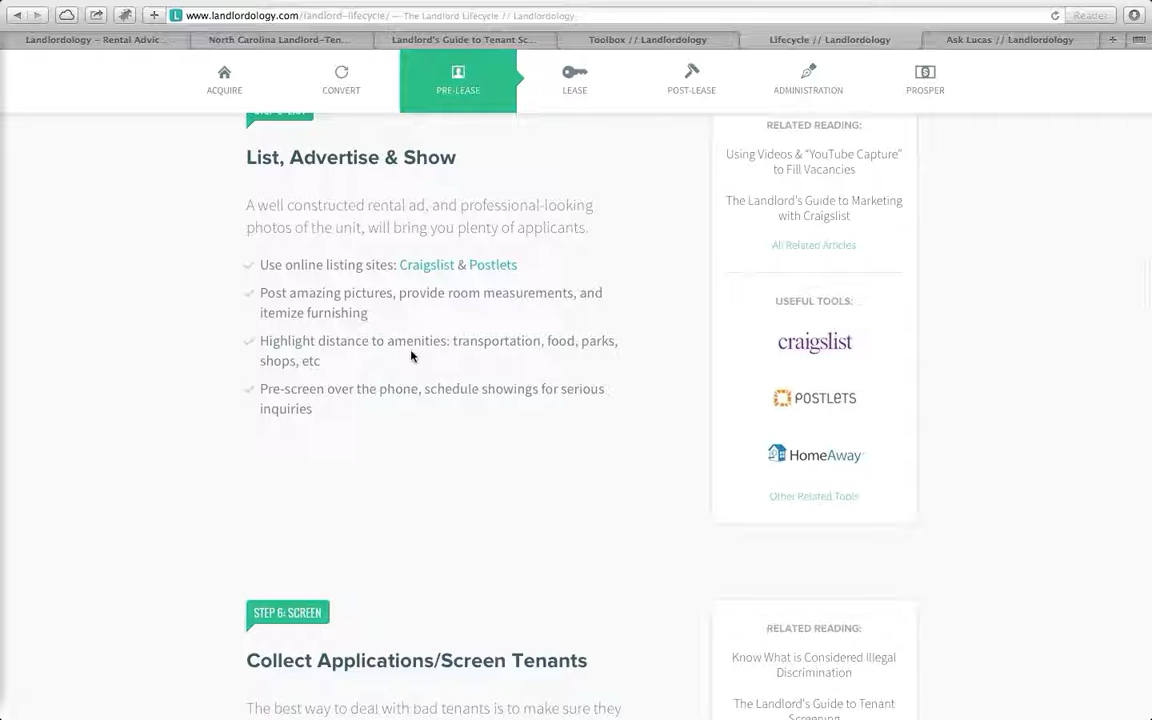 www.landlordology.com/landlord-lifecycle/ — The Landlord Lifecycle // Landlordology
Reader
Landlordology – Rental Advic...
North Carolina Landlord–Ten...
Landlord's Guide to Tenant Sc...
Toolbox // Landlordology
Lifecycle // Landlordology
Ask Lucas // Landlordology
ACQUIRE
CONVERT
PRE-LEASE
LEASE
POST-LEASE
ADMINISTRATION
PROSPER
List, Advertise & Show
A well constructed rental ad, and professional-looking
photos of the unit, will bring you plenty of applicants.
Use online listing sites: Craigslist & Postlets
Post amazing pictures, provide room measurements, and
itemize furnishing
Highlight distance to amenities: transportation, food, parks,
shops, etc
Pre-screen over the phone, schedule showings for serious
inquiries
RELATED READING:
Using Videos & “YouTube Capture”
to Fill Vacancies
The Landlord's Guide to Marketing
with Craigslist
All Related Articles
USEFUL TOOLS:
craigslist
POSTLETS
HomeAway
Other Related Tools
STEP 6: SCREEN
Collect Applications/Screen Tenants
The best way to deal with bad tenants is to make sure they
RELATED READING:
Know What is Considered Illegal
Discrimination
The Landlord's Guide to Tenant
Screening